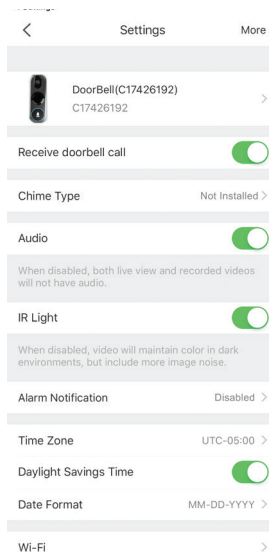 Settings
More
DoorBell(C17426192)
C17426192
Receive doorbell call
Chime Type
Not Installed
Audio
When disabled, both live view and recorded videos
will not have audio.
IR Light
When disabled, video will maintain color in dark
environments, but include more image noise.
Alarm Notification
Disabled
Time Zone
UTC-05:00
Daylight Savings Time
Date Format
MM-DD-YYYY
Wi-Fi